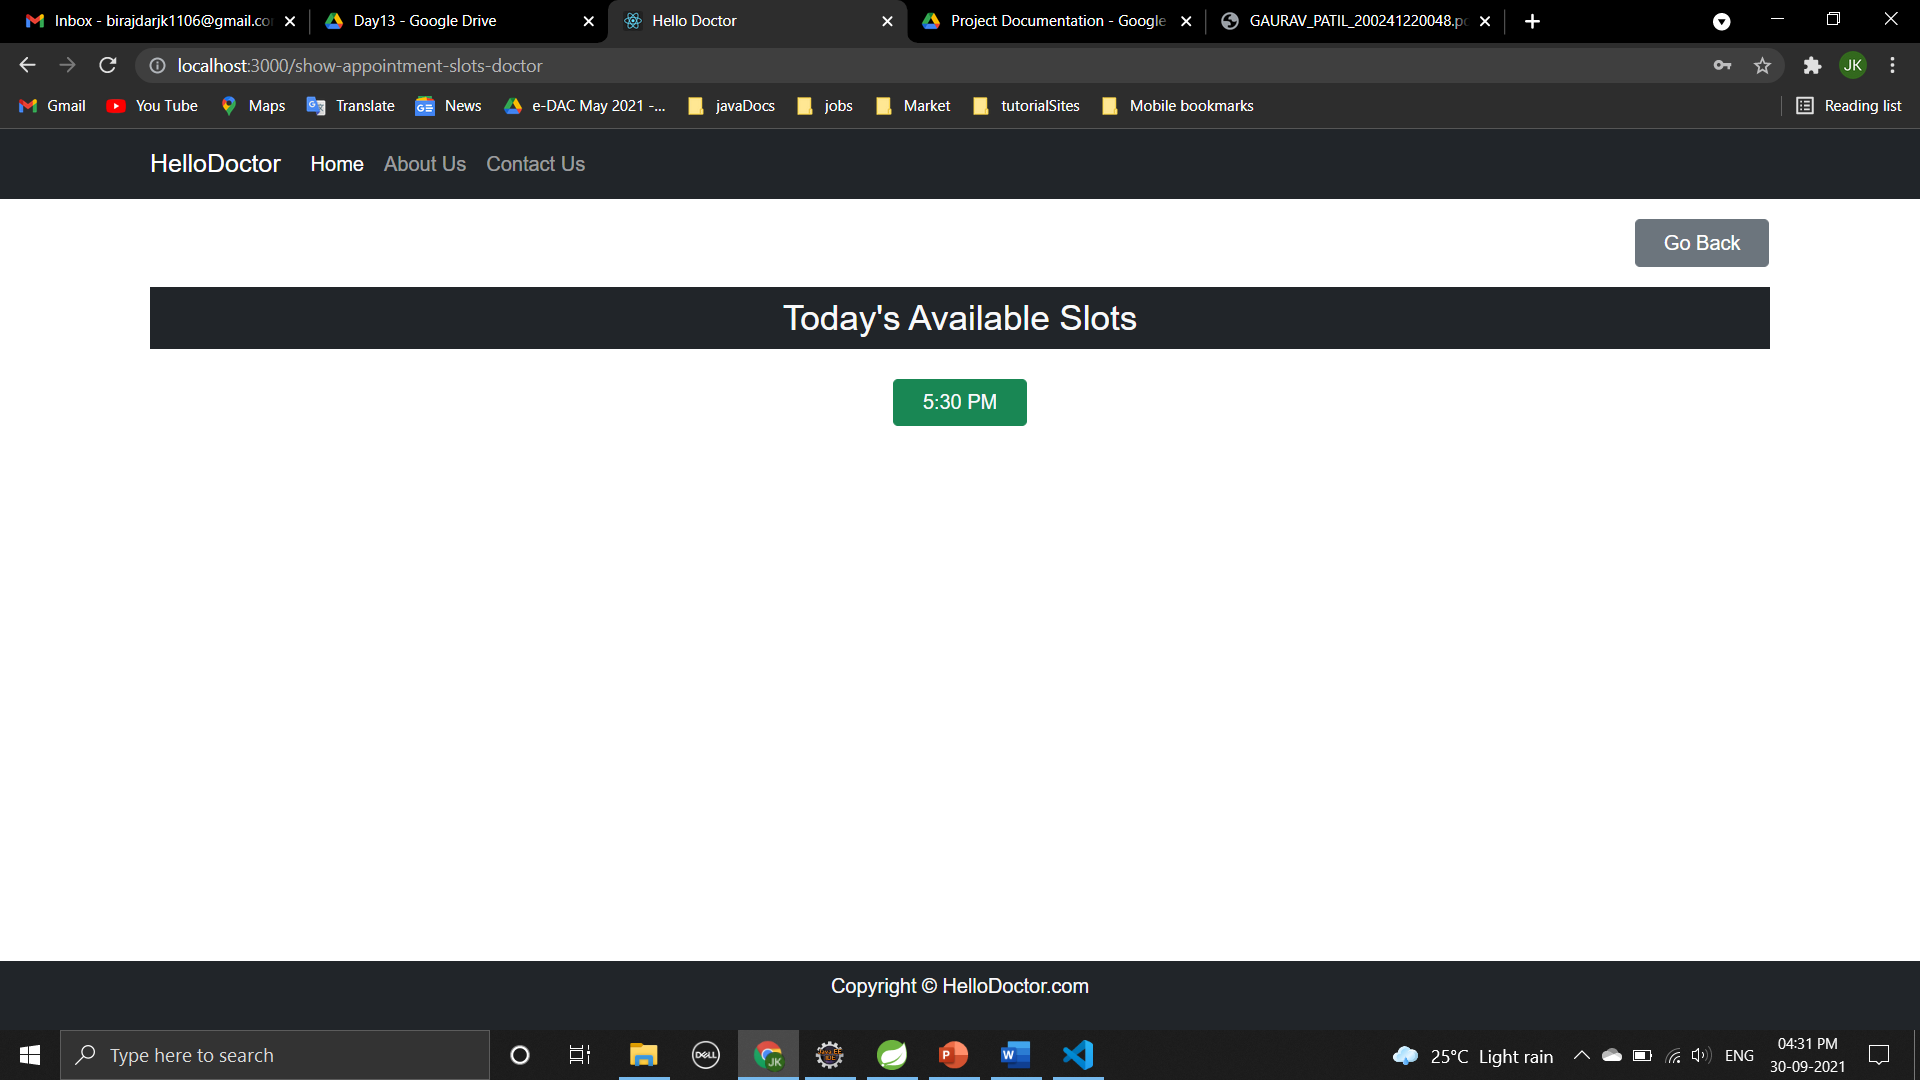 Inbox - birajdarjk1106@gmail.co
Day13 - Google Drive
Hello Doctor
Project Documentation - Google
GAURAV_PATIL_200241220048.p
localhost:3000/show-appointment-slots-doctor
JK
Gmail
You Tube
Maps
Translate
News
e-DAC May 2021 -...
javaDocs
jobs
Market
tutorialSites
Mobile bookmarks
Reading list
HelloDoctor
Home
About Us
Contact Us
Go Back
Today's Available Slots
5:30 PM
Copyright © HelloDoctor.com
Type here to search
DELL
JK
P
W
25°C Light rain
ENG
04:31 PM
30-09-2021